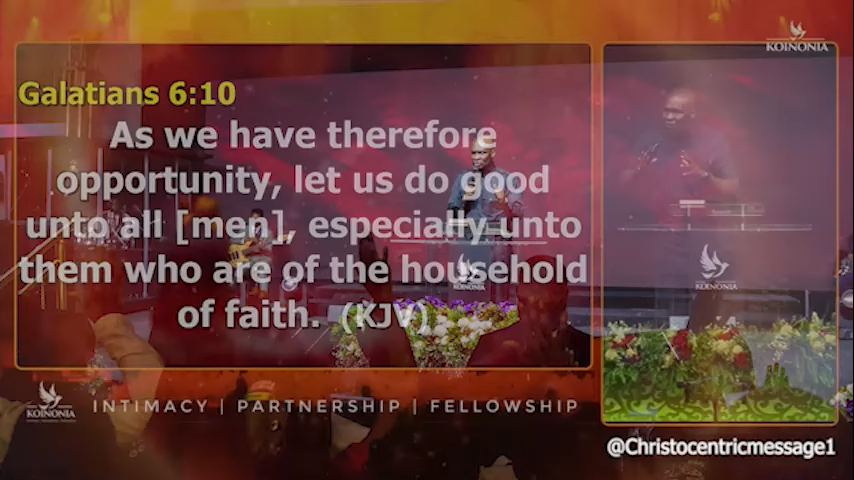 KOINONIA
Galatians 6:10
As we have therefore
opportunity, let us do good
unto all [men], especially unto
them who are of the household
of faith. (KJV)
KOINONIA
KOINONIA
KOINONIA
INTIMACY | PARTNERSHIP | FELLOWSHIP
@Christocentricmessage1